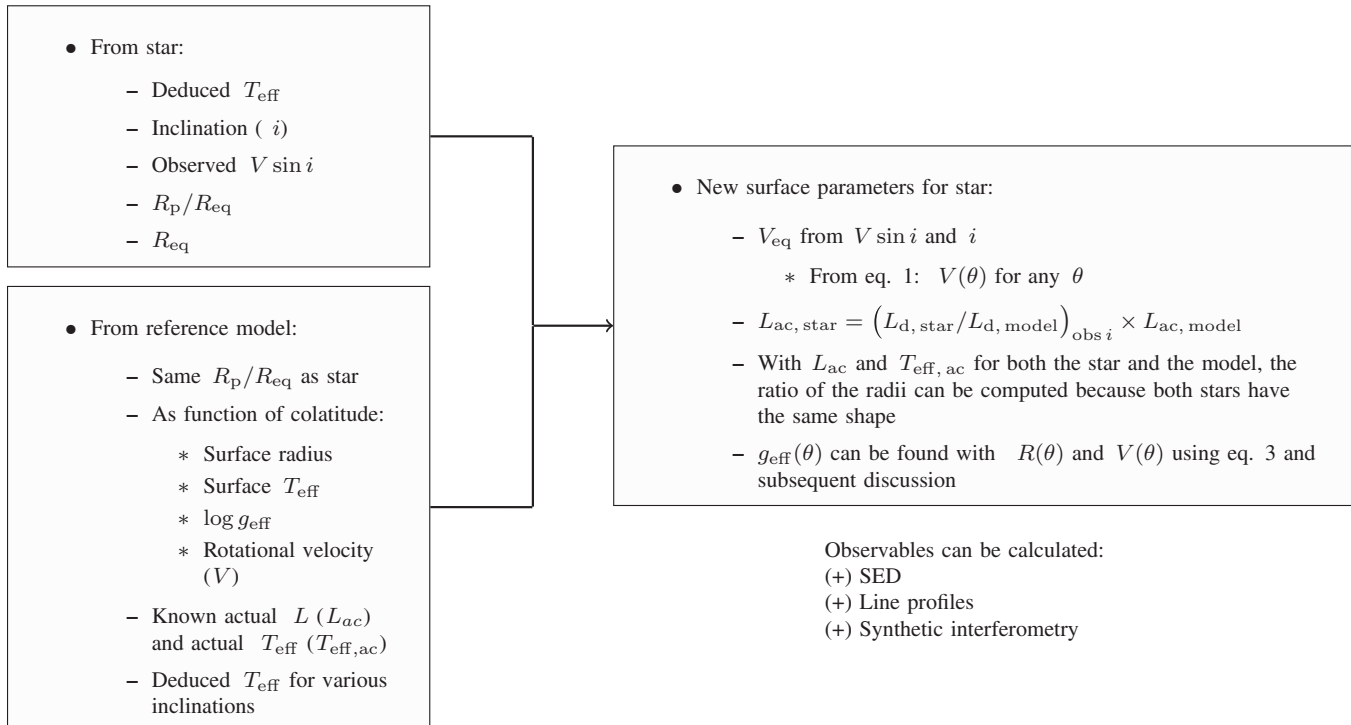 • From star:
– Deduced T_eff
– Inclination ( i)
– Observed V sin i
– R_p/R_eq
– R_eq
• From reference model:
– Same R_p/R_eq as star
– As function of colatitude:
∗ Surface radius
∗ Surface T_eff
∗ log g_eff
∗ Rotational velocity
(V)
– Known actual L (L_ac)
and actual T_eff (T_eff,ac)
– Deduced T_eff for various
inclinations
• New surface parameters for star:
– V_eq from V sin i and i
∗ From eq. 1: V(θ) for any θ
– L_ac, star = (L_d, star/L_d, model)_obs i × L_ac, model
– With L_ac and T_eff, ac for both the star and the model, the
ratio of the radii can be computed because both stars have
the same shape
– g_eff(θ) can be found with R(θ) and V(θ) using eq. 3 and
subsequent discussion
Observables can be calculated:
(+) SED
(+) Line profiles
(+) Synthetic interferometry